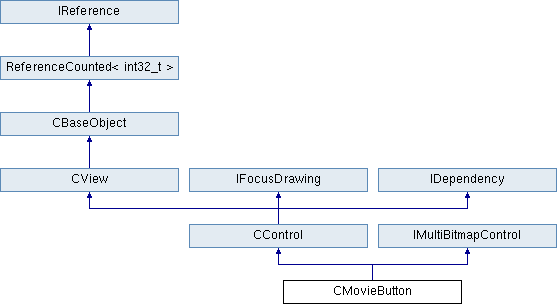 IReference
ReferenceCounted< int32_t >
CBaseObject
CView
IFocusDrawing
IDependency
CControl
IMultiBitmapControl
CMovieButton